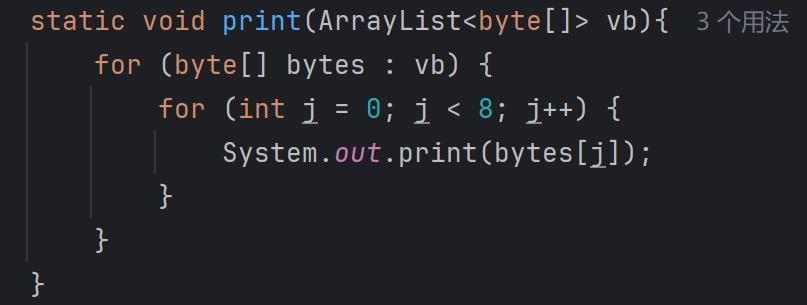 static void print(ArrayList<byte[]> vb){ 3 个用法
    for (byte[] bytes : vb) {
        for (int j = 0; j < 8; j++) {
            System.out.print(bytes[j]);
        }
    }
}